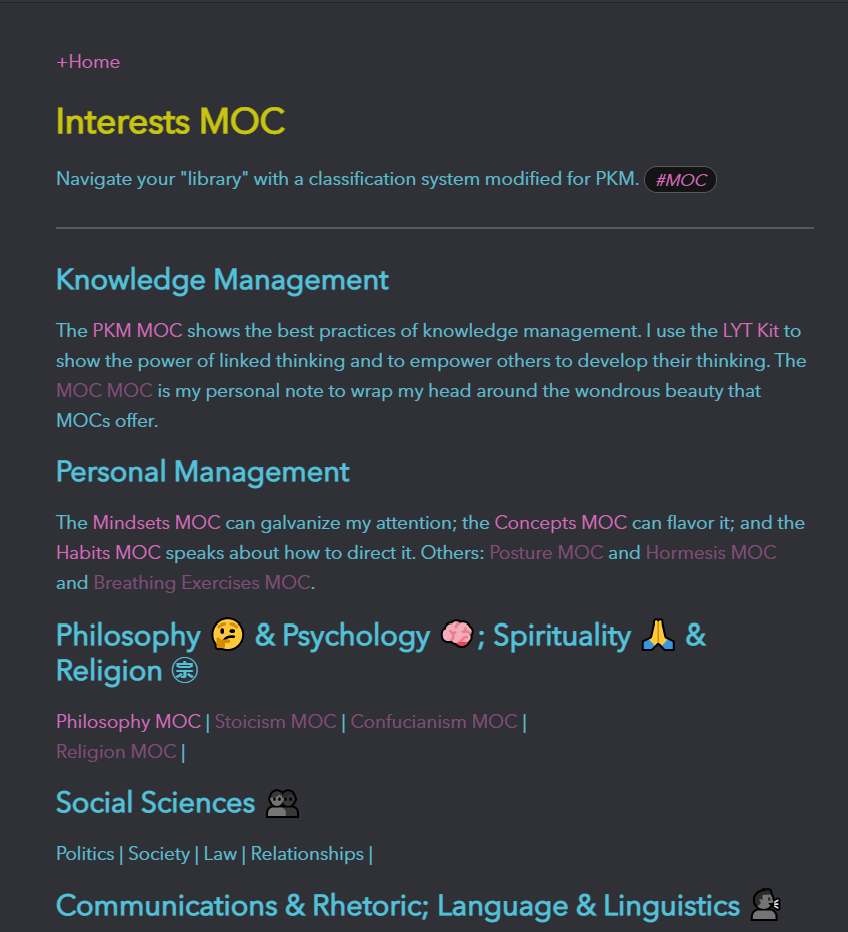 +Home
Interests MOC
Navigate your "library" with a classification system modified for PKM. #MOC
Knowledge Management
The PKM MOC shows the best practices of knowledge management. I use the LYT Kit to
show the power of linked thinking and to empower others to develop their thinking. The
MOC MOC is my personal note to wrap my head around the wondrous beauty that
MOCs offer.
Personal Management
The Mindsets MOC can galvanize my attention; the Concepts MOC can flavor it; and the
Habits MOC speaks about how to direct it. Others: Posture MOC and Hormesis MOC
and Breathing Exercises MOC.
Philosophy 🤔 & Psychology 🧠; Spirituality 🙏 &
Religion ㊪
Philosophy MOC | Stoicism MOC | Confucianism MOC |
Religion MOC |
Social Sciences 👥
Politics | Society | Law | Relationships |
Communications & Rhetoric; Language & Linguistics 🗣